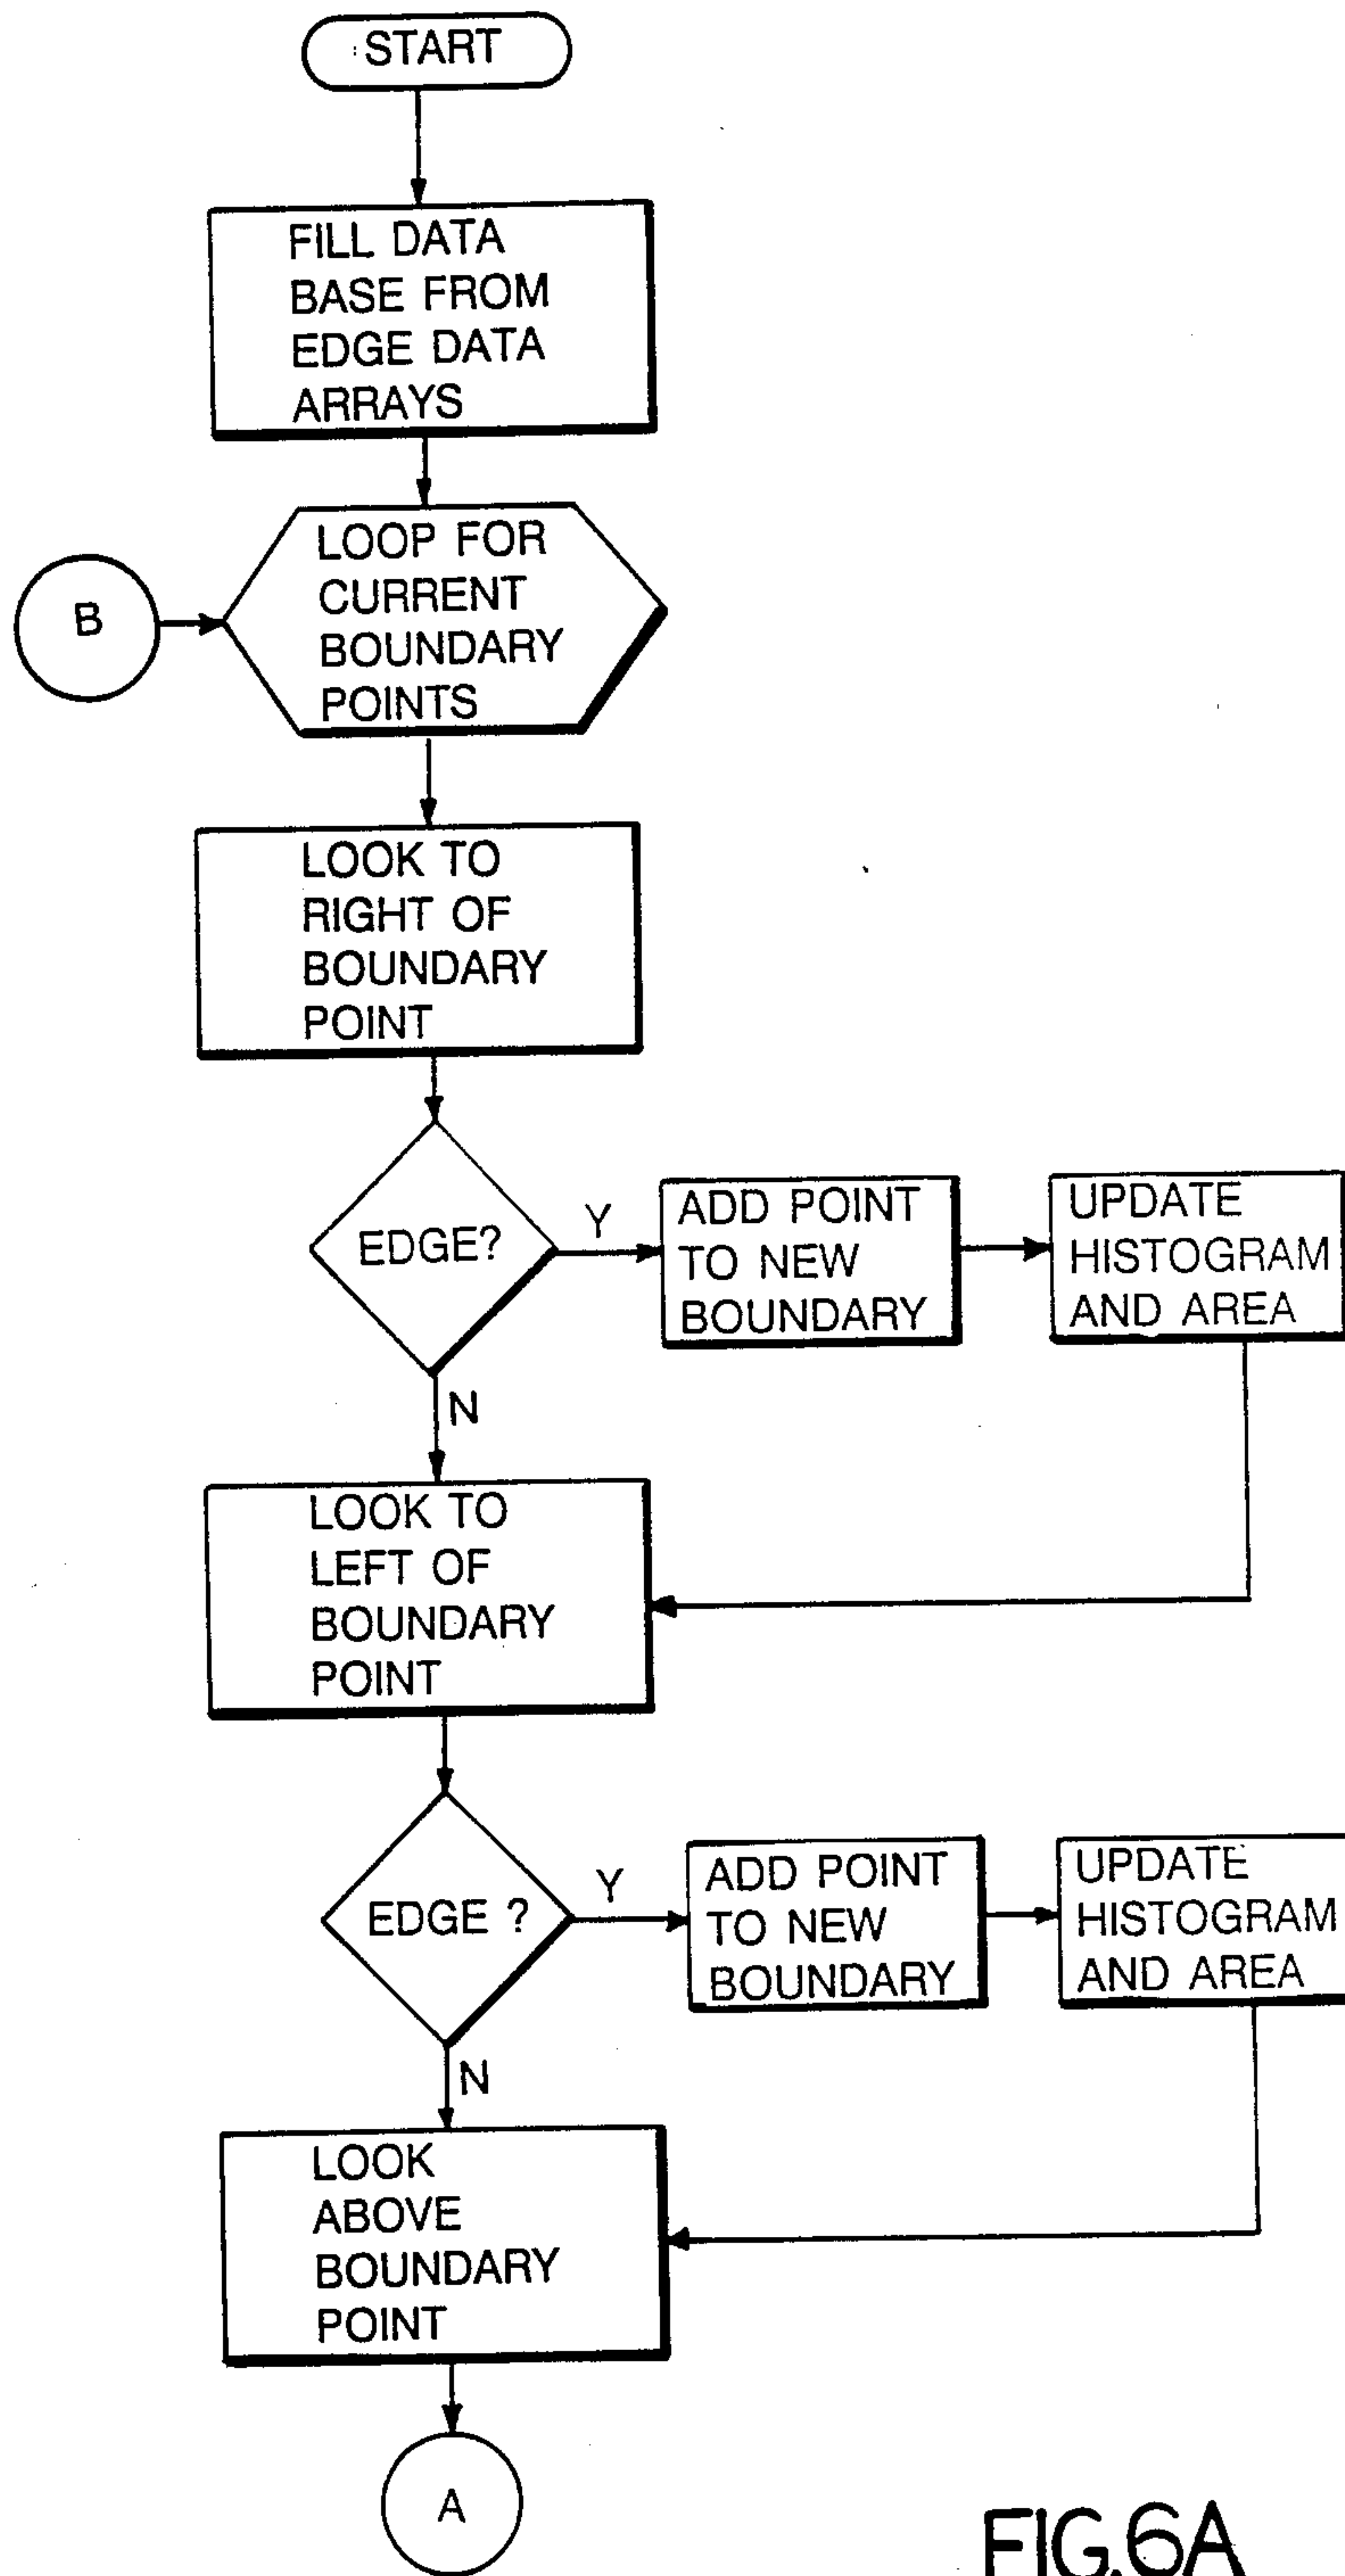 START
FILL DATA
BASE FROM
EDGE DATA
ARRAYS
LOOP FOR
CURRENT
BOUNDARY
POINTS
B
LOOK TO
RIGHT OF
BOUNDARY
POINT
EDGE?
Y
ADD POINT
TO NEW
BOUNDARY
UPDATE
HISTOGRAM
AND AREA
N
LOOK TO
LEFT OF
BOUNDARY
POINT
EDGE ?
Y
ADD POINT
TO NEW
BOUNDARY
UPDATE
HISTOGRAM
AND AREA
N
LOOK
ABOVE
BOUNDARY
POINT
A
FIG.6A